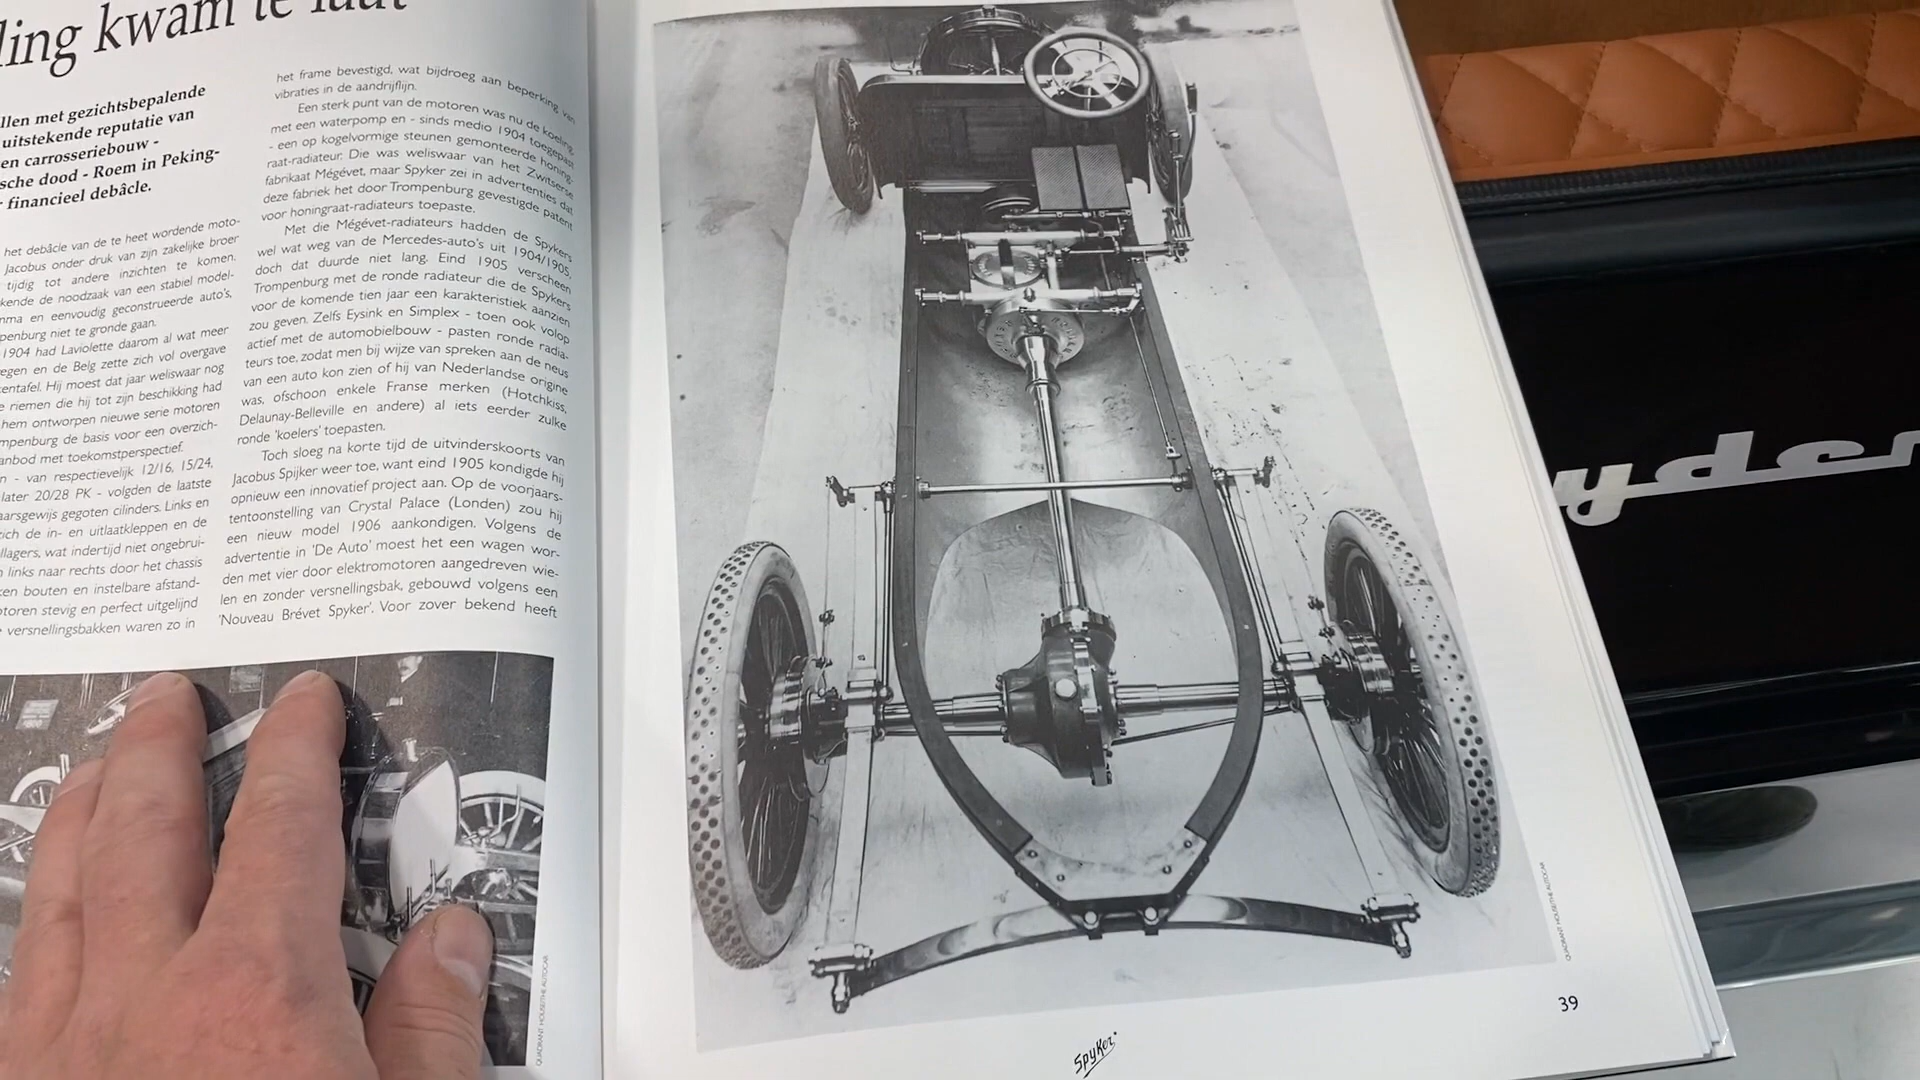 ling kwam te laat
llen met gezichtsbepalende
uitstekende reputatie van
en carrosseriebouw -
sche dood - Roem in Peking-
- financieel debâcle.
het debâcle van de te heet wordende moto-
Jacobus onder druk van zijn zakelijke broer
tijdig tot andere inzichten te komen.
kende de noodzaak van een stabiel model-
mma en eenvoudig geconstrueerde auto's,
penburg niet te gronde gaan.
1904 had Laviolette daarom al wat meer
egen en de Belg zette zich vol overgave
entafel. Hij moest dat jaar weliswaar nog
e riemen die hij tot zijn beschikking had
hem ontworpen nieuwe serie motoren
mpenburg de basis voor een overzich-
anbod met toekomstperspectief.
n - van respectievelijk 12/16, 15/24,
later 20/28 PK - volgden de laatste
aarsgewijs gegoten cilinders. Links en
zich de in- en uitlaatkleppen en de
llagers, wat indertijd niet ongebrui-
n links naar rechts door het chassis
ken bouten en instelbare afstand-
otoren stevig en perfect uitgelijnd
versnellingsbakken waren zo in
het frame bevestigd, wat bijdroeg aan beperking van
vibraties in de aandrijflijn.
Een sterk punt van de motoren was nu de koeling,
met een waterpomp en - sinds medio 1904 toegepast
- een op kogelvormige steunen gemonteerde honing-
raat-radiateur. Die was weliswaar van het Zwitserse
fabrikaat Mégévet, maar Spyker zei in advertenties dat
deze fabriek het door Trompenburg gevestigde patent
voor honingraat-radiateurs toepaste.
Met die Mégévet-radiateurs hadden de Spykers
wel wat weg van de Mercedes-auto's uit 1904/1905,
doch dat duurde niet lang. Eind 1905 verscheen
Trompenburg met de ronde radiateur die de Spykers
voor de komende tien jaar een karakteristiek aanzien
zou geven. Zelfs Eysink en Simplex - toen ook volop
actief met de automobielbouw - pasten ronde radia-
teurs toe, zodat men bij wijze van spreken aan de neus
van een auto kon zien of hij van Nederlandse origine
was, ofschoon enkele Franse merken (Hotchkiss,
Delaunay-Belleville en andere) al iets eerder zulke
ronde 'koelers' toepasten.
Toch sloeg na korte tijd de uitvinderskoorts van
Jacobus Spijker weer toe, want eind 1905 kondigde hij
opnieuw een innovatief project aan. Op de voorjaars-
tentoonstelling van Crystal Palace (Londen) zou hij
een nieuw model 1906 aankondigen. Volgens de
advertentie in 'De Auto' moest het een wagen wor-
den met vier door elektromotoren aangedreven wie-
len en zonder versnellingsbak, gebouwd volgens een
'Nouveau Brévet Spyker'. Voor zover bekend heeft
QUADRANT HOUSE/THE AUTOCAR
QUADRANT HOUSE/THE AUTOCAR
39
Spyker
yder